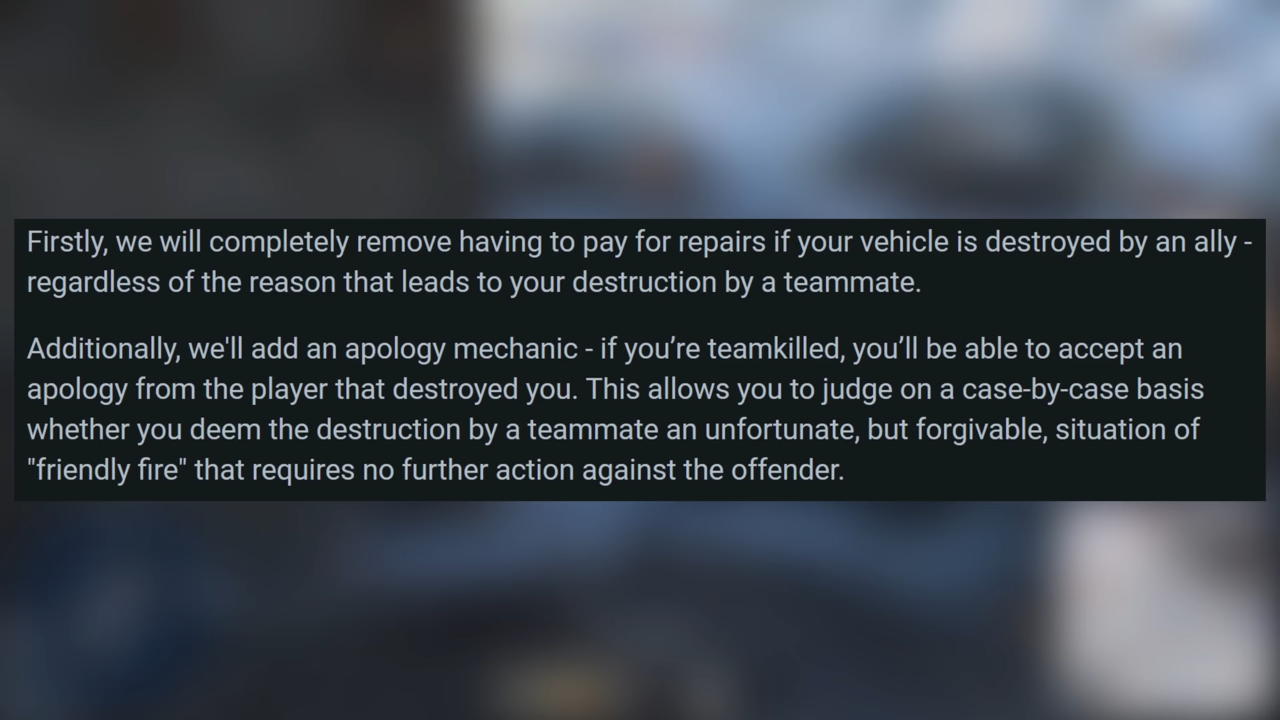 Firstly, we will completely remove having to pay for repairs if your vehicle is destroyed by an ally -
regardless of the reason that leads to your destruction by a teammate.
Additionally, we'll add an apology mechanic - if you’re teamkilled, you’ll be able to accept an
apology from the player that destroyed you. This allows you to judge on a case-by-case basis
whether you deem the destruction by a teammate an unfortunate, but forgivable, situation of
"friendly fire" that requires no further action against the offender.